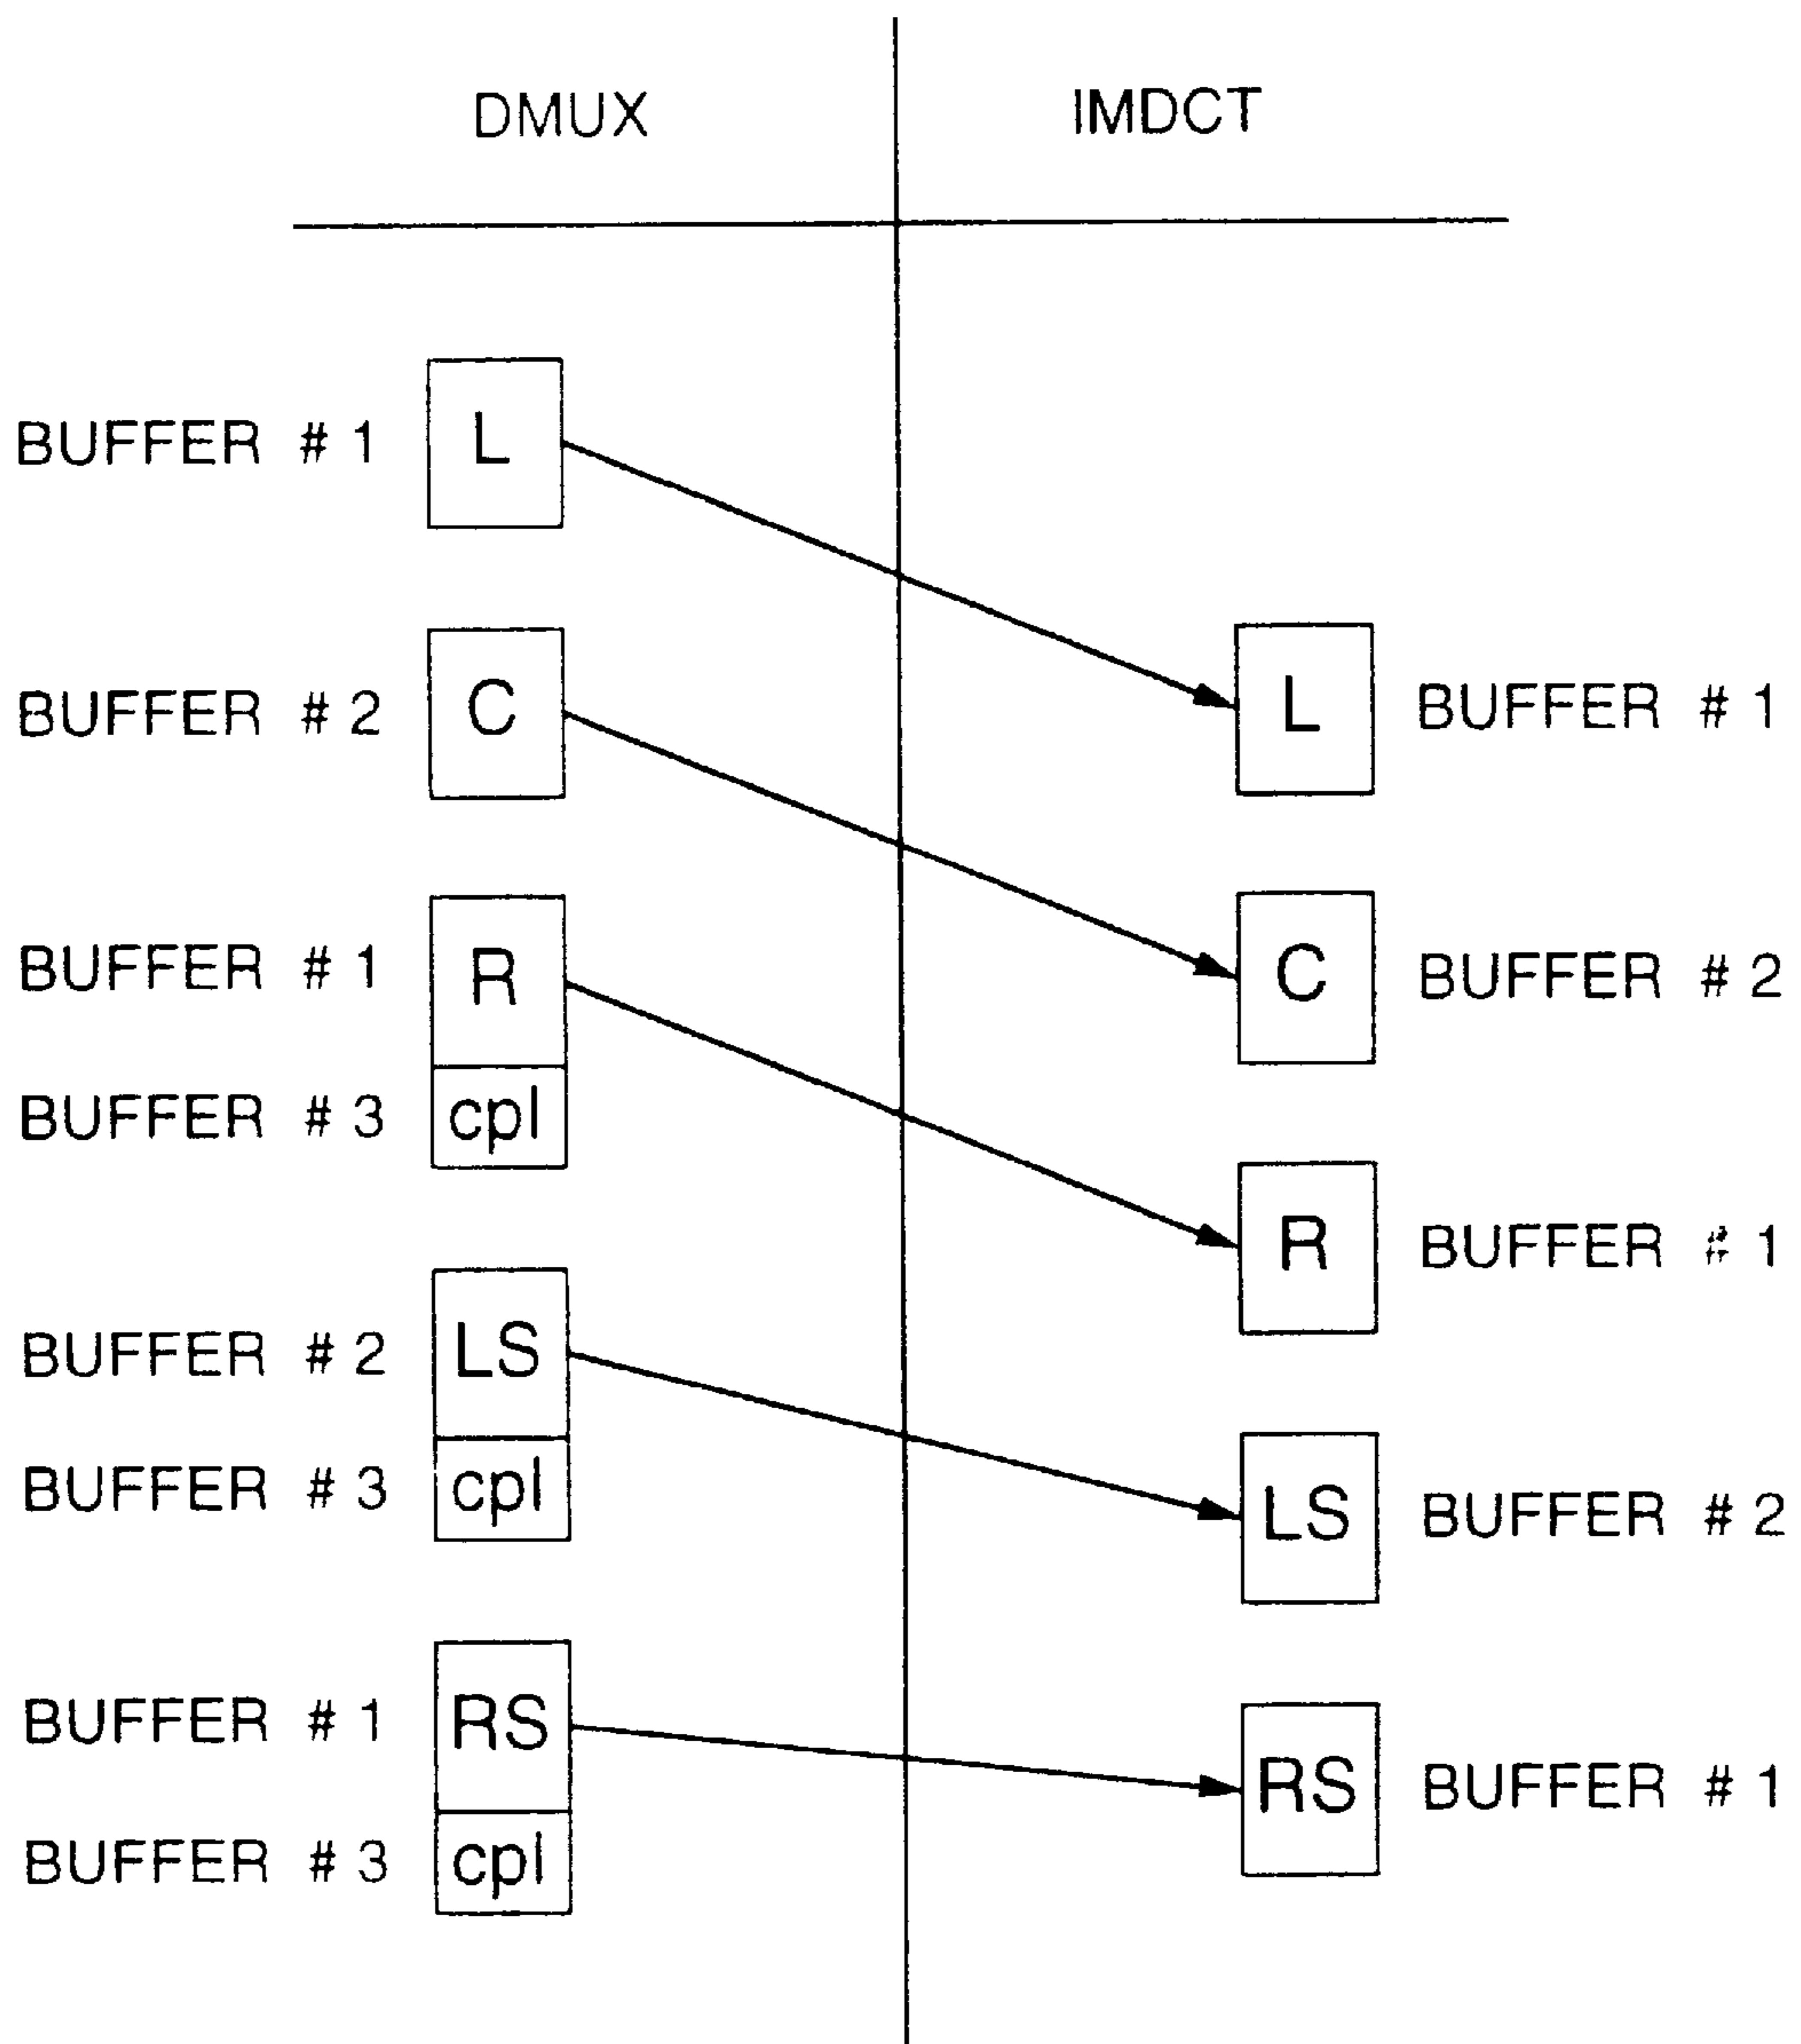 DMUX IMDCT
BUFFER # 1 L
BUFFER # 2 C L BUFFER # 1
BUFFER # 1 R C BUFFER # 2
BUFFER # 3 cpl
R BUFFER # 1
BUFFER # 2 LS
BUFFER # 3 cpl LS BUFFER # 2
BUFFER # 1 RS RS BUFFER # 1
BUFFER # 3 cpl